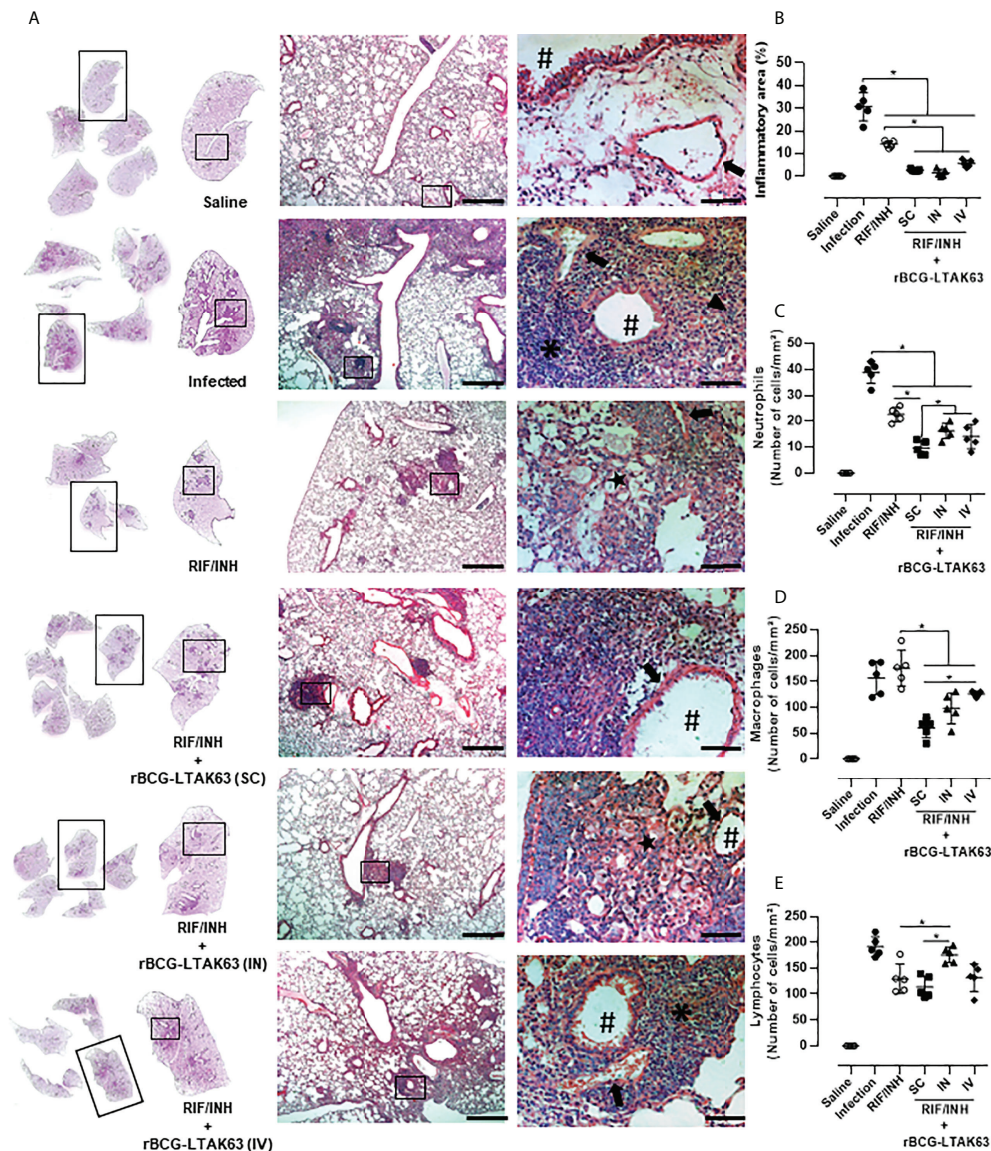 A
Saline
#
Infected
#
*
RIF/INH
★
RIF/INH
+
rBCG-LTAK63 (SC)
#
RIF/INH
+
rBCG-LTAK63 (IN)
★
#
RIF/INH
+
rBCG-LTAK63 (IV)
#
*
B
Inflammatory area (%)
50
40
30
20
10
0
*
*
Saline
Infection
RIF/INH
SC
IN
IV
RIF/INH
+
rBCG-LTAK63
C
Neutrophils
(Number of cells/mm²)
50
40
30
20
10
0
*
*
*
Saline
Infection
RIF/INH
SC
IN
IV
RIF/INH
+
rBCG-LTAK63
D
Macrophages
(Number of cells/mm²)
250
200
150
100
50
0
*
*
Saline
Infection
RIF/INH
SC
IN
IV
RIF/INH
+
rBCG-LTAK63
E
Lymphocytes
(Number of cells/mm²)
250
200
150
100
50
0
*
*
Saline
Infection
RIF/INH
SC
IN
IV
RIF/INH
+
rBCG-LTAK63